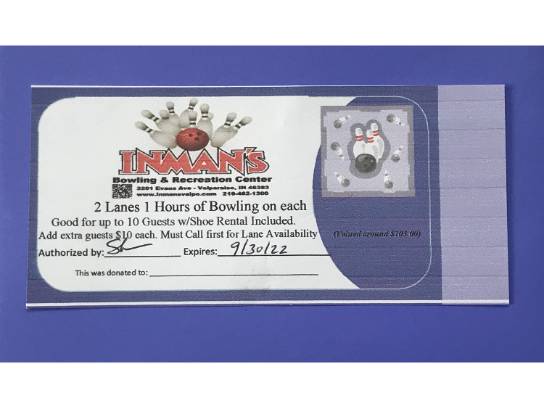 INMAN'S
Bowling & Recreation Center
3201 Evans Ave - Valparaiso, IN 46383
www.inmansvalpo.com 219-462-1300
2 Lanes 1 Hours of Bowling on each
Good for up to 10 Guests w/Shoe Rental Included.
Add extra guests $10 each. Must Call first for Lane Availability (Valued around $103.00)
Authorized by: Expires: 9/30/22
This was donated to: